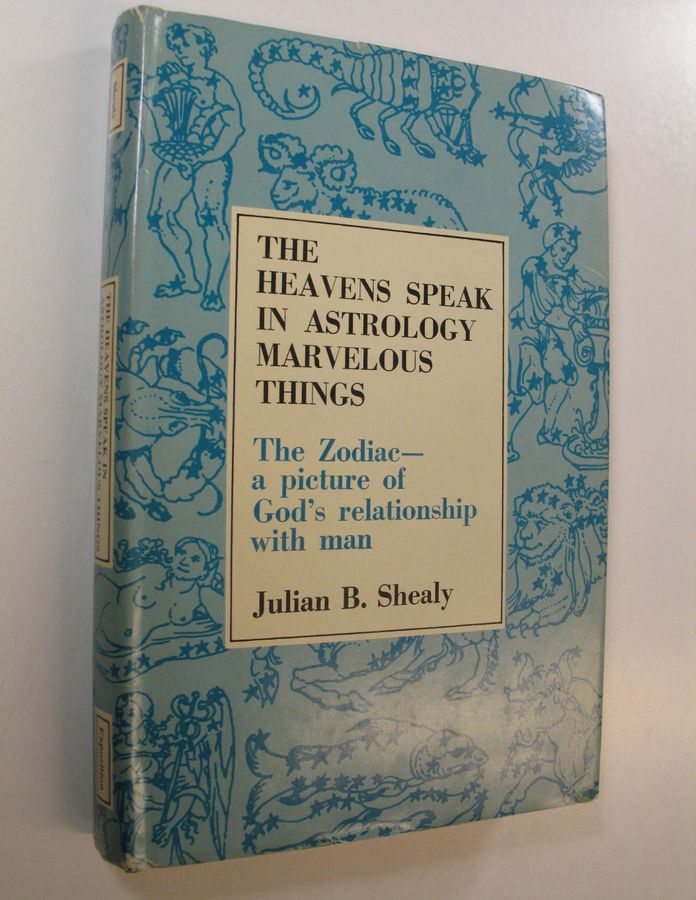 THE
HEAVENS SPEAK
IN ASTROLOGY
MARVELOUS
THINGS
The Zodiac—
a picture of
God's relationship
with man
Julian B. Shealy
Shealy
THE HEAVENS SPEAK IN
ASTROLOGY MARVELOUS THINGS
Exposition